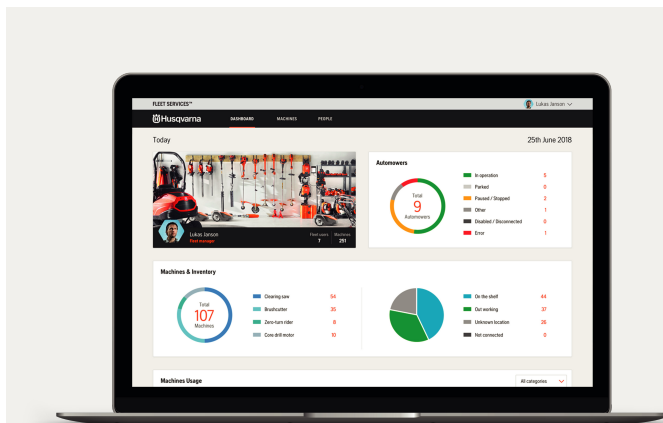 FLEET SERVICES™
Lukas Janson
Husqvarna
DASHBOARD
MACHINES
PEOPLE
Today
25th June 2018
Lukas Janson
Fleet manager
Fleet users
7
Machines
251
Automowers
Total
9
Automowers
In operation 5
Parked 0
Paused / Stopped 2
Other 1
Disabled / Disconnected 0
Error 1
Machines & Inventory
Total
107
Machines
Clearing saw 54
Brushcutter 35
Zero-turn rider 8
Core drill motor 10
On the shelf 44
Out working 37
Unknown location 26
Not connected 0
Machines Usage
All categories